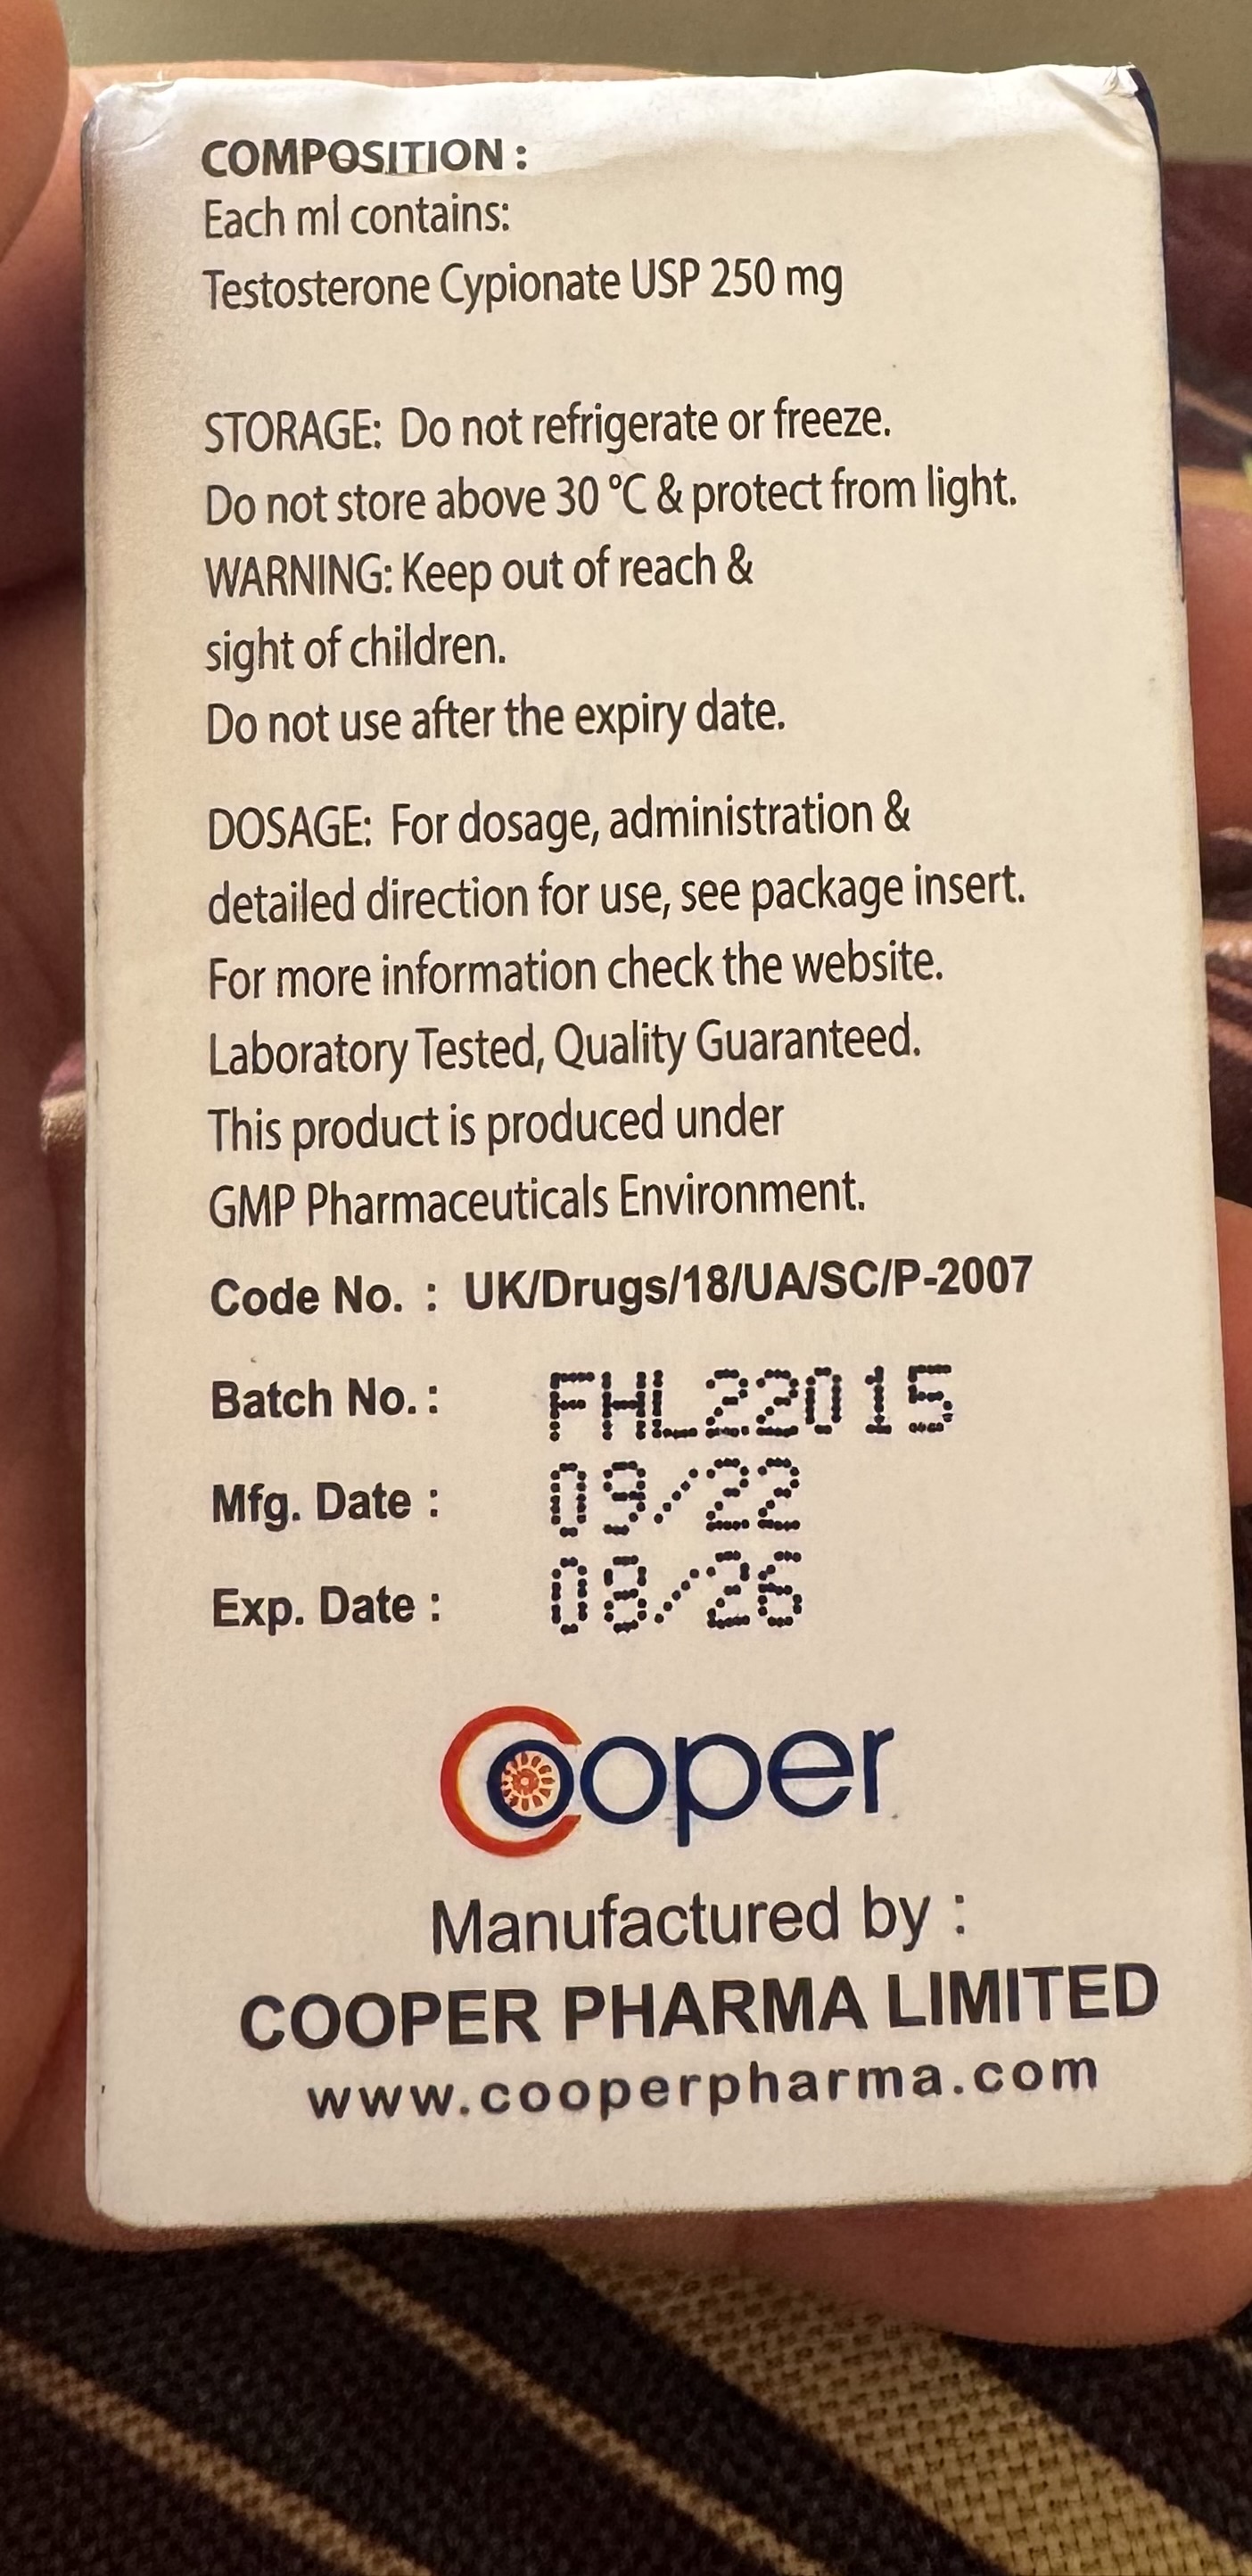 COMPOSITION :
Each ml contains:
Testosterone Cypionate USP 250 mg
STORAGE: Do not refrigerate or freeze.
Do not store above 30 °C & protect from light.
WARNING: Keep out of reach &
sight of children.
Do not use after the expiry date.
DOSAGE: For dosage, administration &
detailed direction for use, see package insert.
For more information check the website.
Laboratory Tested, Quality Guaranteed.
This product is produced under
GMP Pharmaceuticals Environment.
Code No. : UK/Drugs/18/UA/SC/P-2007
Batch No. : FHL22015
Mfg. Date : 09/22
Exp. Date : 08/26
Cooper
Manufactured by :
COOPER PHARMA LIMITED
www.cooperpharma.com